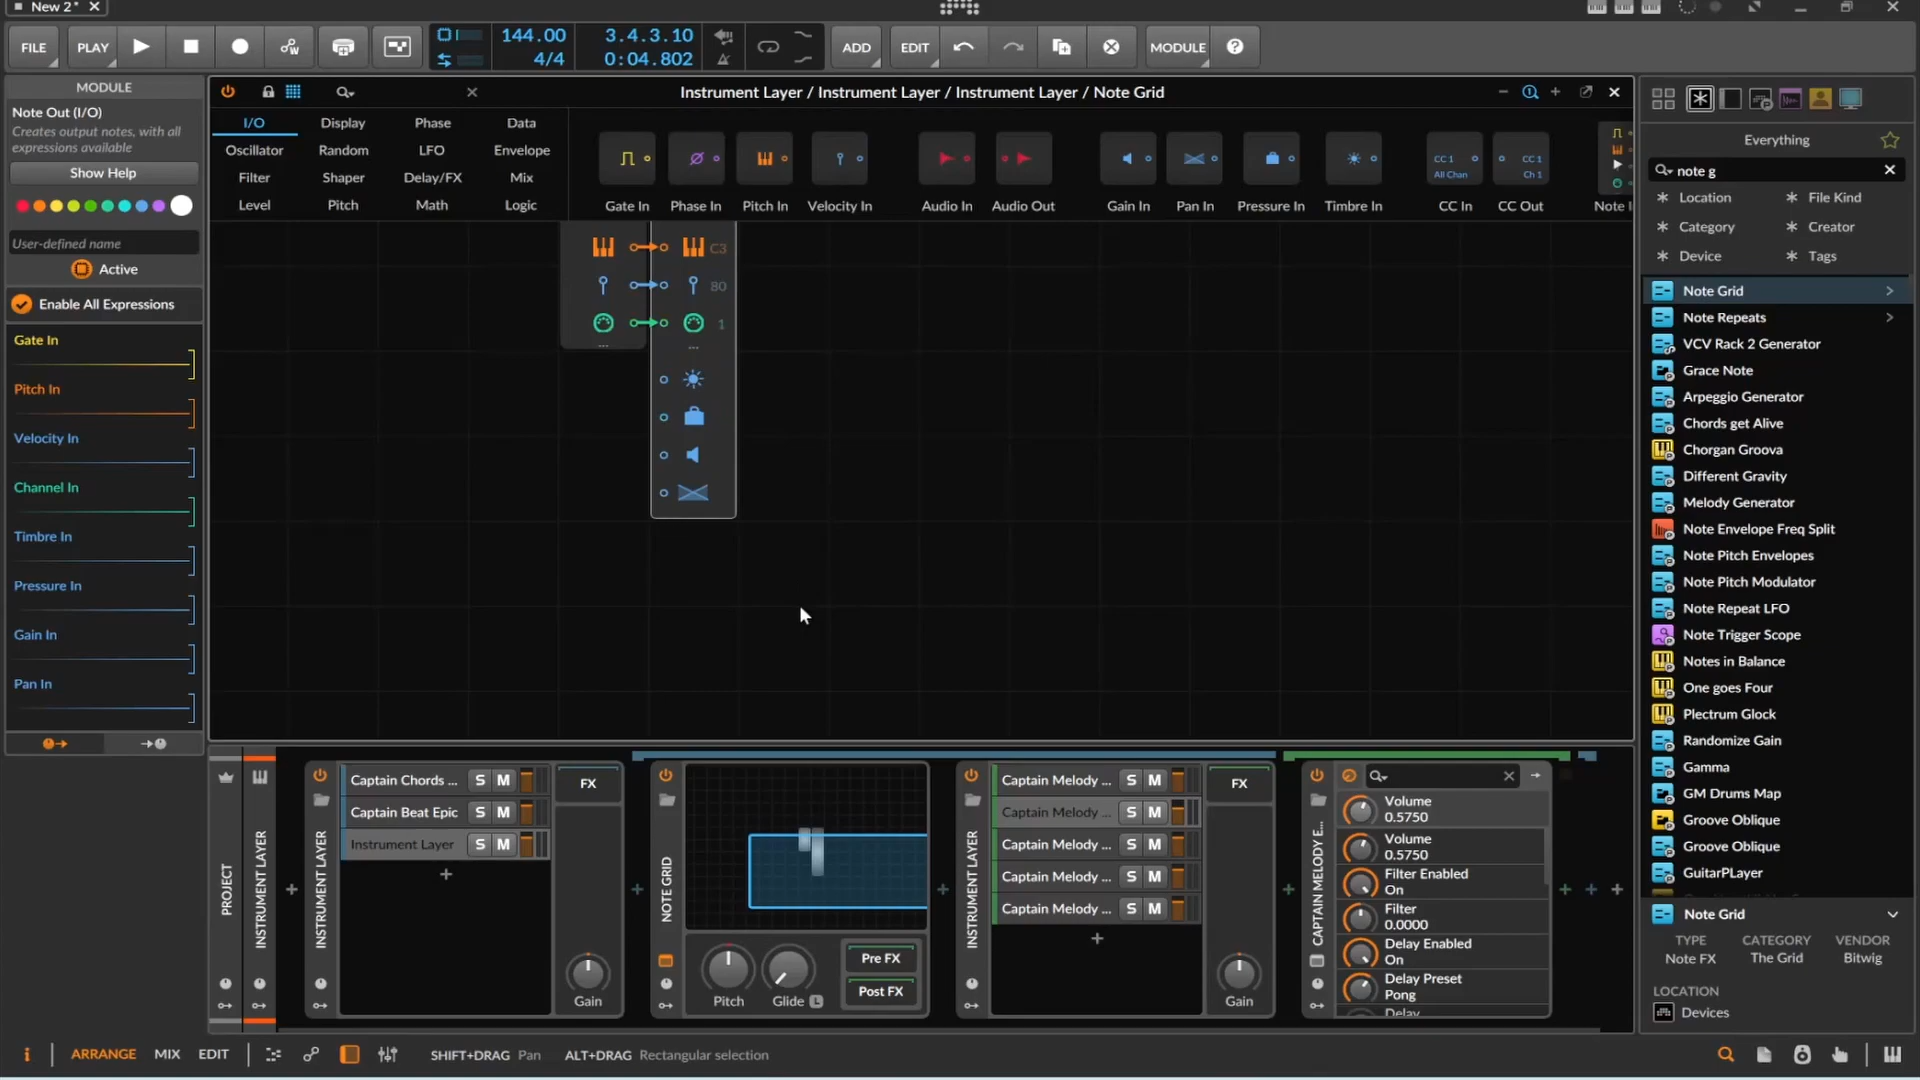 New 2*
FILE PLAY
144.00 4/4
3.4.3.10 0:04.802
ADD EDIT MODULE ?
MODULE
Note Out (I/O)
Creates output notes, with all
expressions available
Show Help
User-defined name
Active
Enable All Expressions
Gate In
Pitch In
Velocity In
Channel In
Timbre In
Pressure In
Gain In
Pan In
Instrument Layer / Instrument Layer / Instrument Layer / Note Grid
I/O Display Phase Data
Oscillator Random LFO Envelope
Filter Shaper Delay/FX Mix
Level Pitch Math Logic
CC 1 CC 1
All Chan Ch 1
Gate In Phase In Pitch In Velocity In Audio In Audio Out Gain In Pan In Pressure In Timbre In CC In CC Out
C3
80
1
...
...
Everything
note g
Location File Kind
Category Creator
Device Tags
Note Grid
Note Repeats
VCV Rack 2 Generator
Grace Note
Arpeggio Generator
Chords get Alive
Chorgan Groova
Different Gravity
Melody Generator
Note Envelope Freq Split
Note Pitch Envelopes
Note Pitch Modulator
Note Repeat LFO
Note Trigger Scope
Notes in Balance
One goes Four
Plectrum Glock
Randomize Gain
Gamma
GM Drums Map
Groove Oblique
Groove Oblique
GuitarPLayer
Note Grid
TYPE CATEGORY VENDOR
Note FX The Grid Bitwig
LOCATION
Devices
PROJECT
INSTRUMENT LAYER
INSTRUMENT LAYER
Captain Chords ... S M
Captain Beat Epic S M
Instrument Layer S M
FX
Gain
NOTE GRID
Pitch Glide L
Pre FX
Post FX
INSTRUMENT LAYER
Captain Melody ... S M
Captain Melody ... S M
Captain Melody ... S M
Captain Melody ... S M
Captain Melody ... S M
FX
Gain
CAPTAIN MELODY E...
Volume
0.5750
Volume
0.5750
Filter Enabled
On
Filter
0.0000
Delay Enabled
On
Delay Preset
Pong
Delay
i ARRANGE MIX EDIT
SHIFT+DRAG Pan ALT+DRAG Rectangular selection